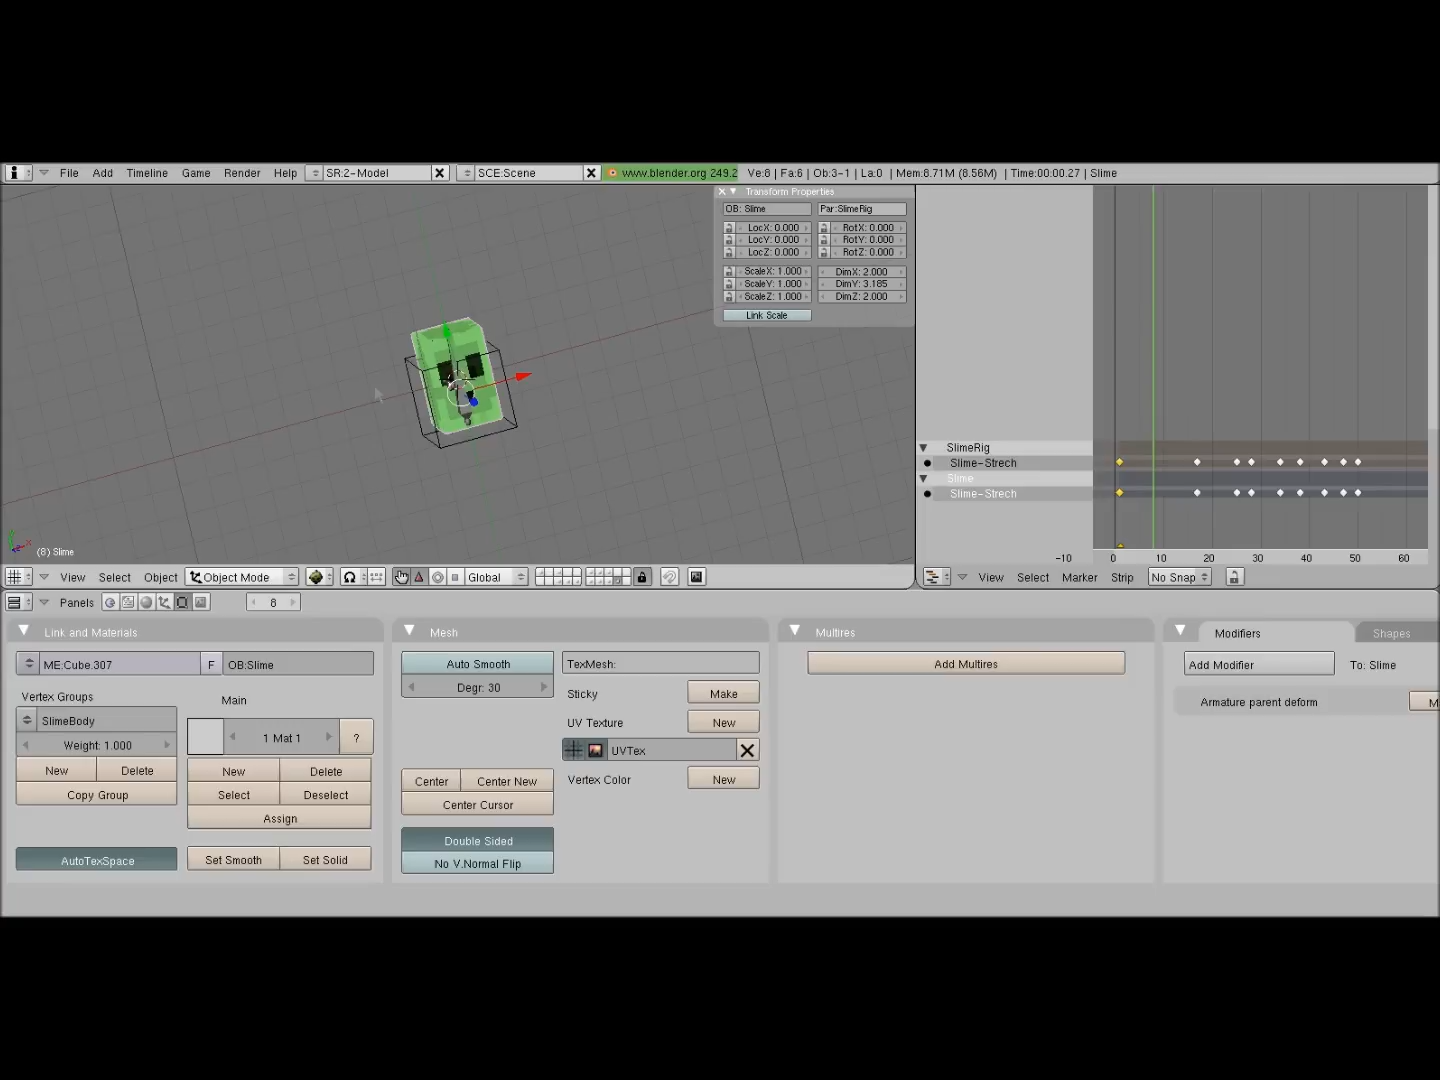 File Add Timeline Game Render Help SR:2-Model SCE:Scene www.blender.org 249.2 Ve:8 | Fa:6 | Ob:3-1 | La:0 | Mem:8.71M (8.56M) | Time:00:00.27 | Slime
Transform Properties
OB: Slime Par:SlimeRig
LocX: 0.000 RotX: 0.000
LocY: 0.000 RotY: 0.000
LocZ: 0.000 RotZ: 0.000
ScaleX: 1.000 DimX: 2.000
ScaleY: 1.000 DimY: 3.185
ScaleZ: 1.000 DimZ: 2.000
Link Scale
SlimeRig
Slime-Strech
Slime
Slime-Strech
(8) Slime
-10 0 10 20 30 40 50 60
View Select Object Object Mode Global
View Select Marker Strip No Snap
Panels 8
Link and Materials
ME:Cube.307 F OB:Slime
Vertex Groups
Main
SlimeBody
Weight: 1.000
1 Mat 1 ?
New Delete
Copy Group
New Delete
Select Deselect
Assign
AutoTexSpace
Set Smooth Set Solid
Mesh
Auto Smooth
Degr: 30
TexMesh:
Sticky Make
UV Texture New
UVTex
Vertex Color New
Center Center New
Center Cursor
Double Sided
No V.Normal Flip
Multires
Add Multires
Modifiers Shapes
Add Modifier To: Slime
Armature parent deform M